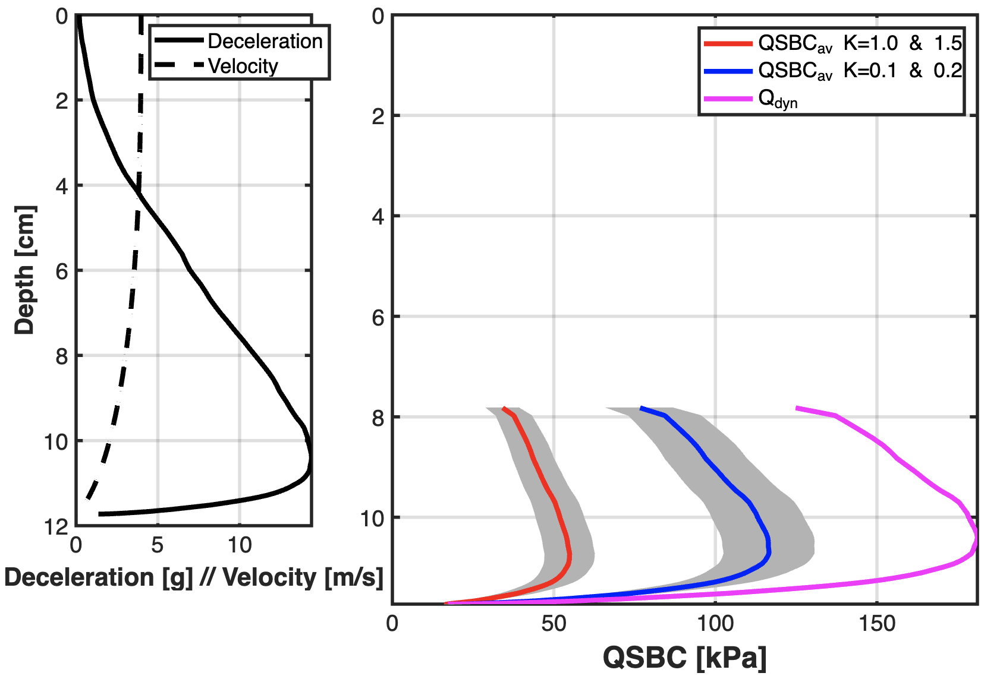 Deceleration
Velocity
0
2
4
6
8
10
12
0 5 10
Depth [cm]
Deceleration [g] // Velocity [m/s]
QSBCav K=1.0 & 1.5
QSBCav K=0.1 & 0.2
Qdyn
0
2
4
6
8
10
0 50 100 150
QSBC [kPa]